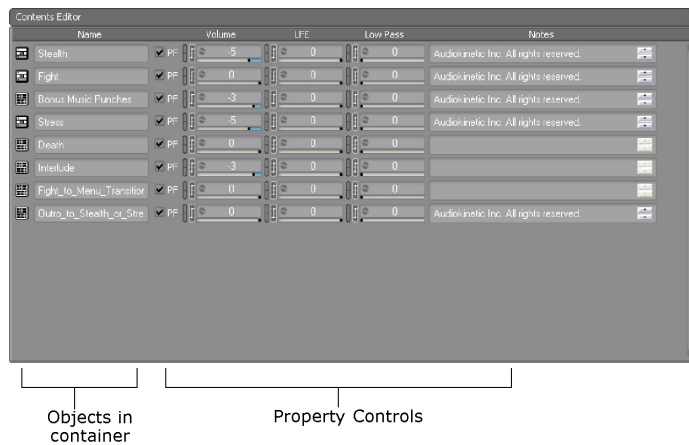 Contents Editor
Name Volume LFE Low Pass Notes
Stealth PF -5 0 0 Audiokinetic Inc. All rights reserved.
Fight PF 0 0 0 Audiokinetic Inc. All rights reserved.
Bonus Music Punches PF -3 0 0 Audiokinetic Inc. All rights reserved.
Stress PF -5 0 0 Audiokinetic Inc. All rights reserved.
Death PF 0 0 0
Interlude PF -3 0 0
Fight_to_Menu_Transition PF 0 0 0
Outro_to_Stealth_or_Stre PF 0 0 0 Audiokinetic Inc. All rights reserved.
Objects in
container
Property Controls